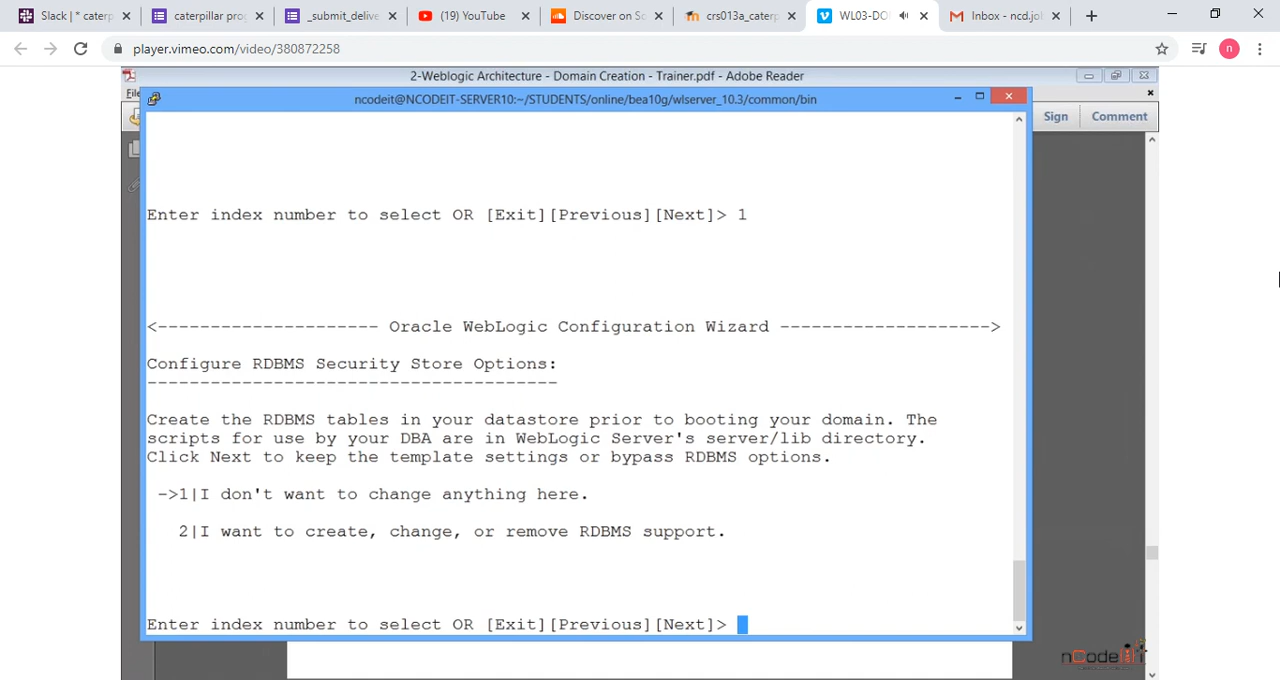 Slack | * caterp
caterpillar pro
_submit_delive
(19) YouTube
Discover on So
crs013a_caterp
WL03-DO
Inbox - ncd.jol
player.vimeo.com/video/380872258
n
2-Weblogic Architecture - Domain Creation - Trainer.pdf - Adobe Reader
ncodeit@NCODEIT-SERVER10:~/STUDENTS/online/bea10g/wlserver_10.3/common/bin
Sign
Comment
Enter index number to select OR [Exit][Previous][Next]> 1
<--------------------- Oracle WebLogic Configuration Wizard -------------------->
Configure RDBMS Security Store Options:
---------------------------------------
Create the RDBMS tables in your datastore prior to booting your domain. The
scripts for use by your DBA are in WebLogic Server's server/lib directory.
Click Next to keep the template settings or bypass RDBMS options.
->1|I don't want to change anything here.
2|I want to create, change, or remove RDBMS support.
Enter index number to select OR [Exit][Previous][Next]>
nCodeiT